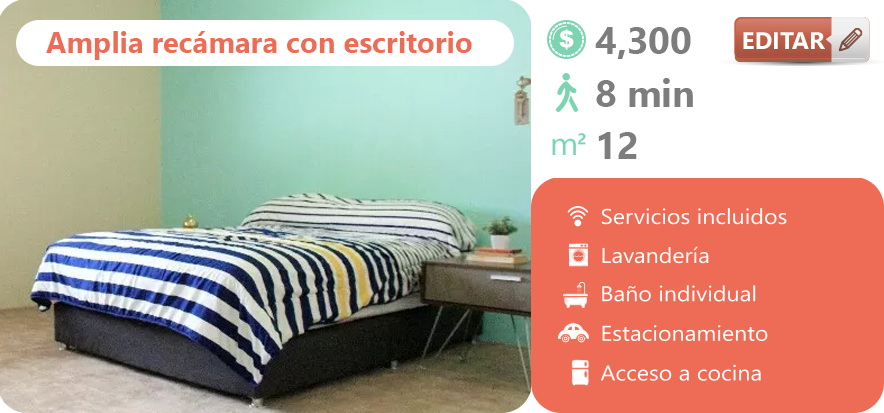 Amplia recámara con escritorio
$ 4,300
EDITAR
8 min
m² 12
Servicios incluidos
Lavandería
Baño individual
Estacionamiento
Acceso a cocina